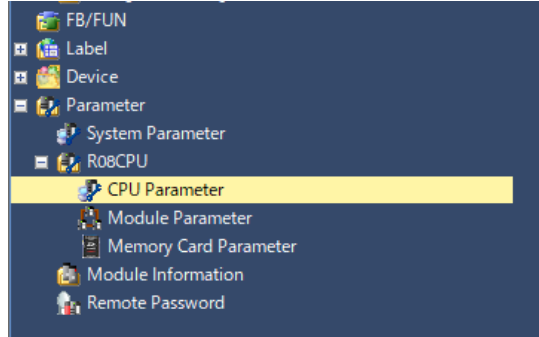 FB/FUN
Label
Device
Parameter
System Parameter
R08CPU
CPU Parameter
Module Parameter
Memory Card Parameter
Module Information
Remote Password